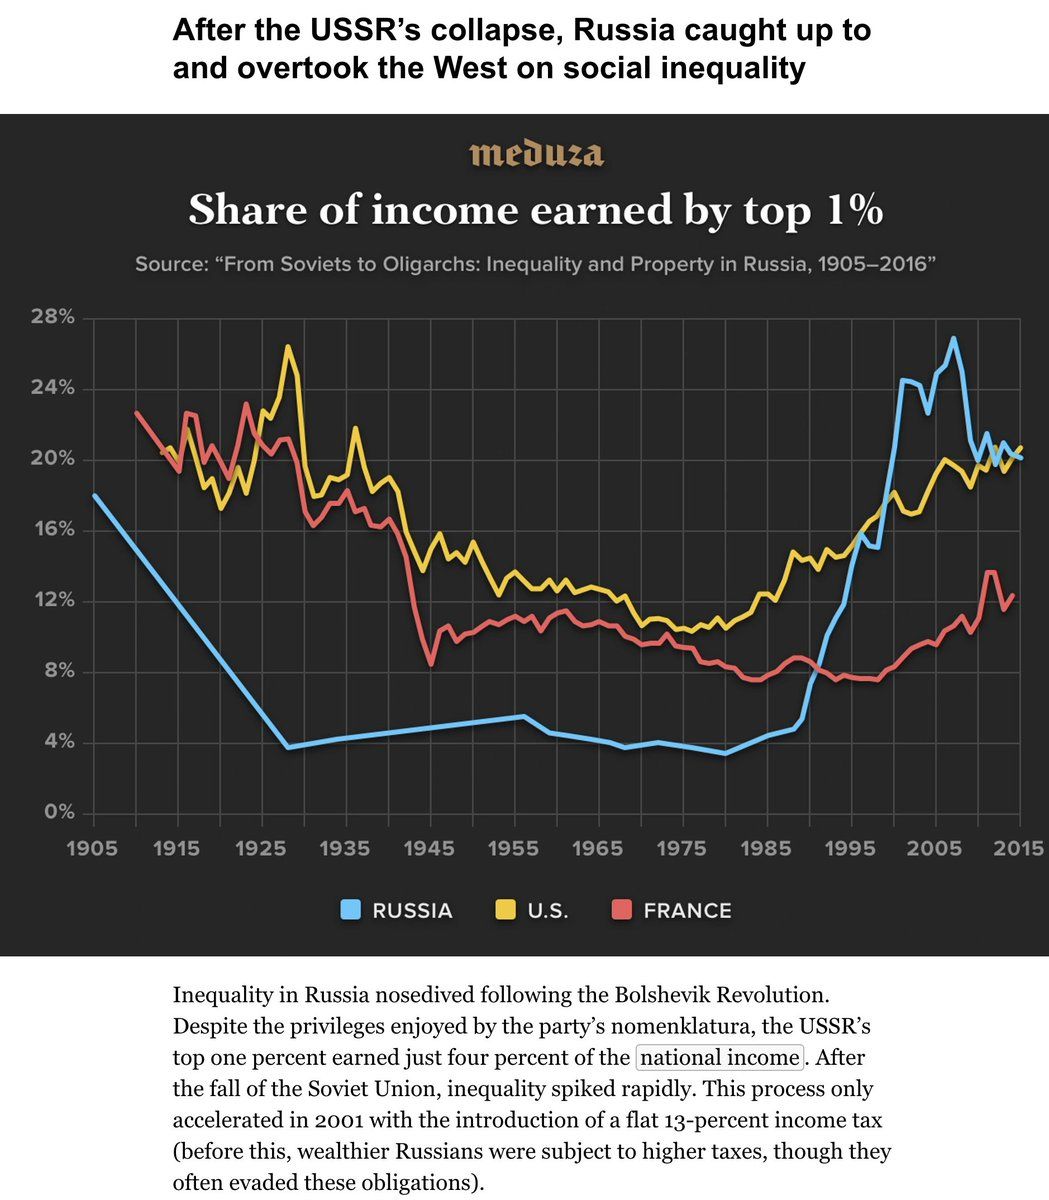 After the USSR’s collapse, Russia caught up to
and overtook the West on social inequality
meduza
Share of income earned by top 1%
Source: “From Soviets to Oligarchs: Inequality and Property in Russia, 1905–2016”
28%
24%
20%
16%
12%
8%
4%
0%
1905 1915 1925 1935 1945 1955 1965 1975 1985 1995 2005 2015
RUSSIA U.S. FRANCE
Inequality in Russia nosedived following the Bolshevik Revolution.
Despite the privileges enjoyed by the party’s nomenklatura, the USSR’s
top one percent earned just four percent of the national income. After
the fall of the Soviet Union, inequality spiked rapidly. This process only
accelerated in 2001 with the introduction of a flat 13-percent income tax
(before this, wealthier Russians were subject to higher taxes, though they
often evaded these obligations).